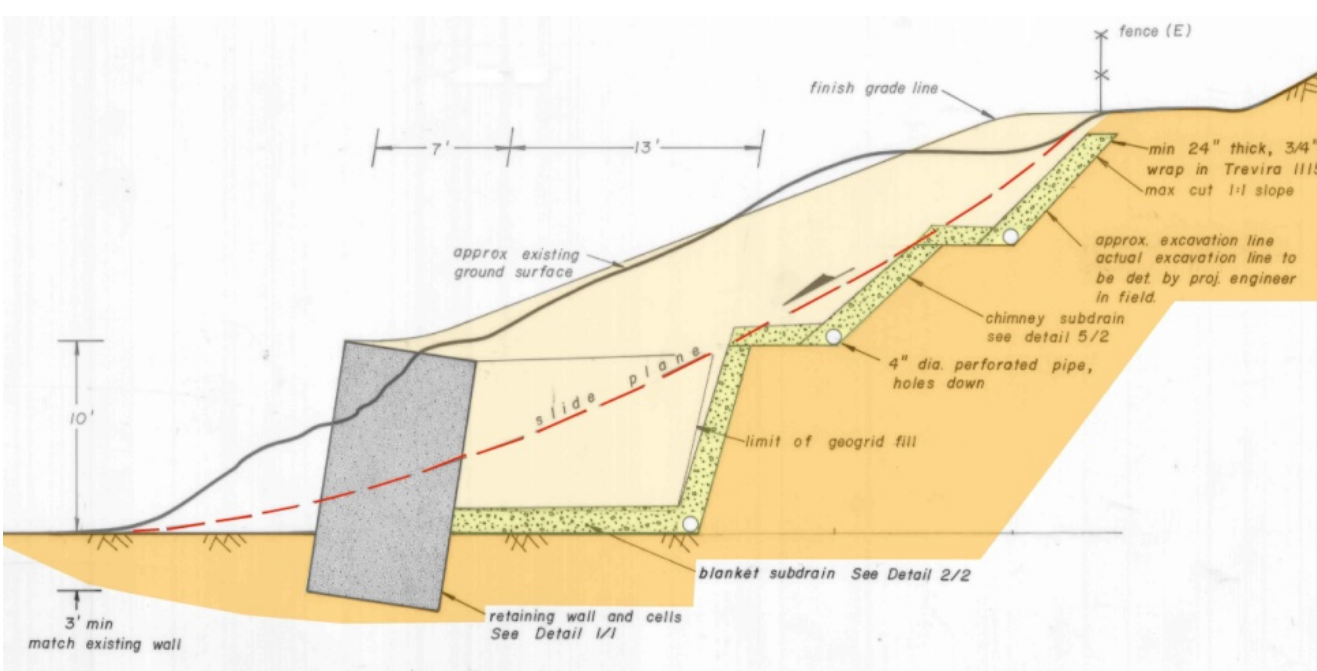 fence (E)
finish grade line
7'
13'
min 24" thick, 3/4"
wrap in Trevira
max cut 1:1 slope
approx existing
ground surface
approx. excavation line
actual excavation line to
be det. by proj. engineer
in field.
chimney subdrain
see detail 5/2
4" dia. perforated pipe,
holes down
slide plane
10'
limit of geogrid fill
blanket subdrain See Detail 2/2
retaining wall and cells
See Detail 1/1
3' min
match existing wall